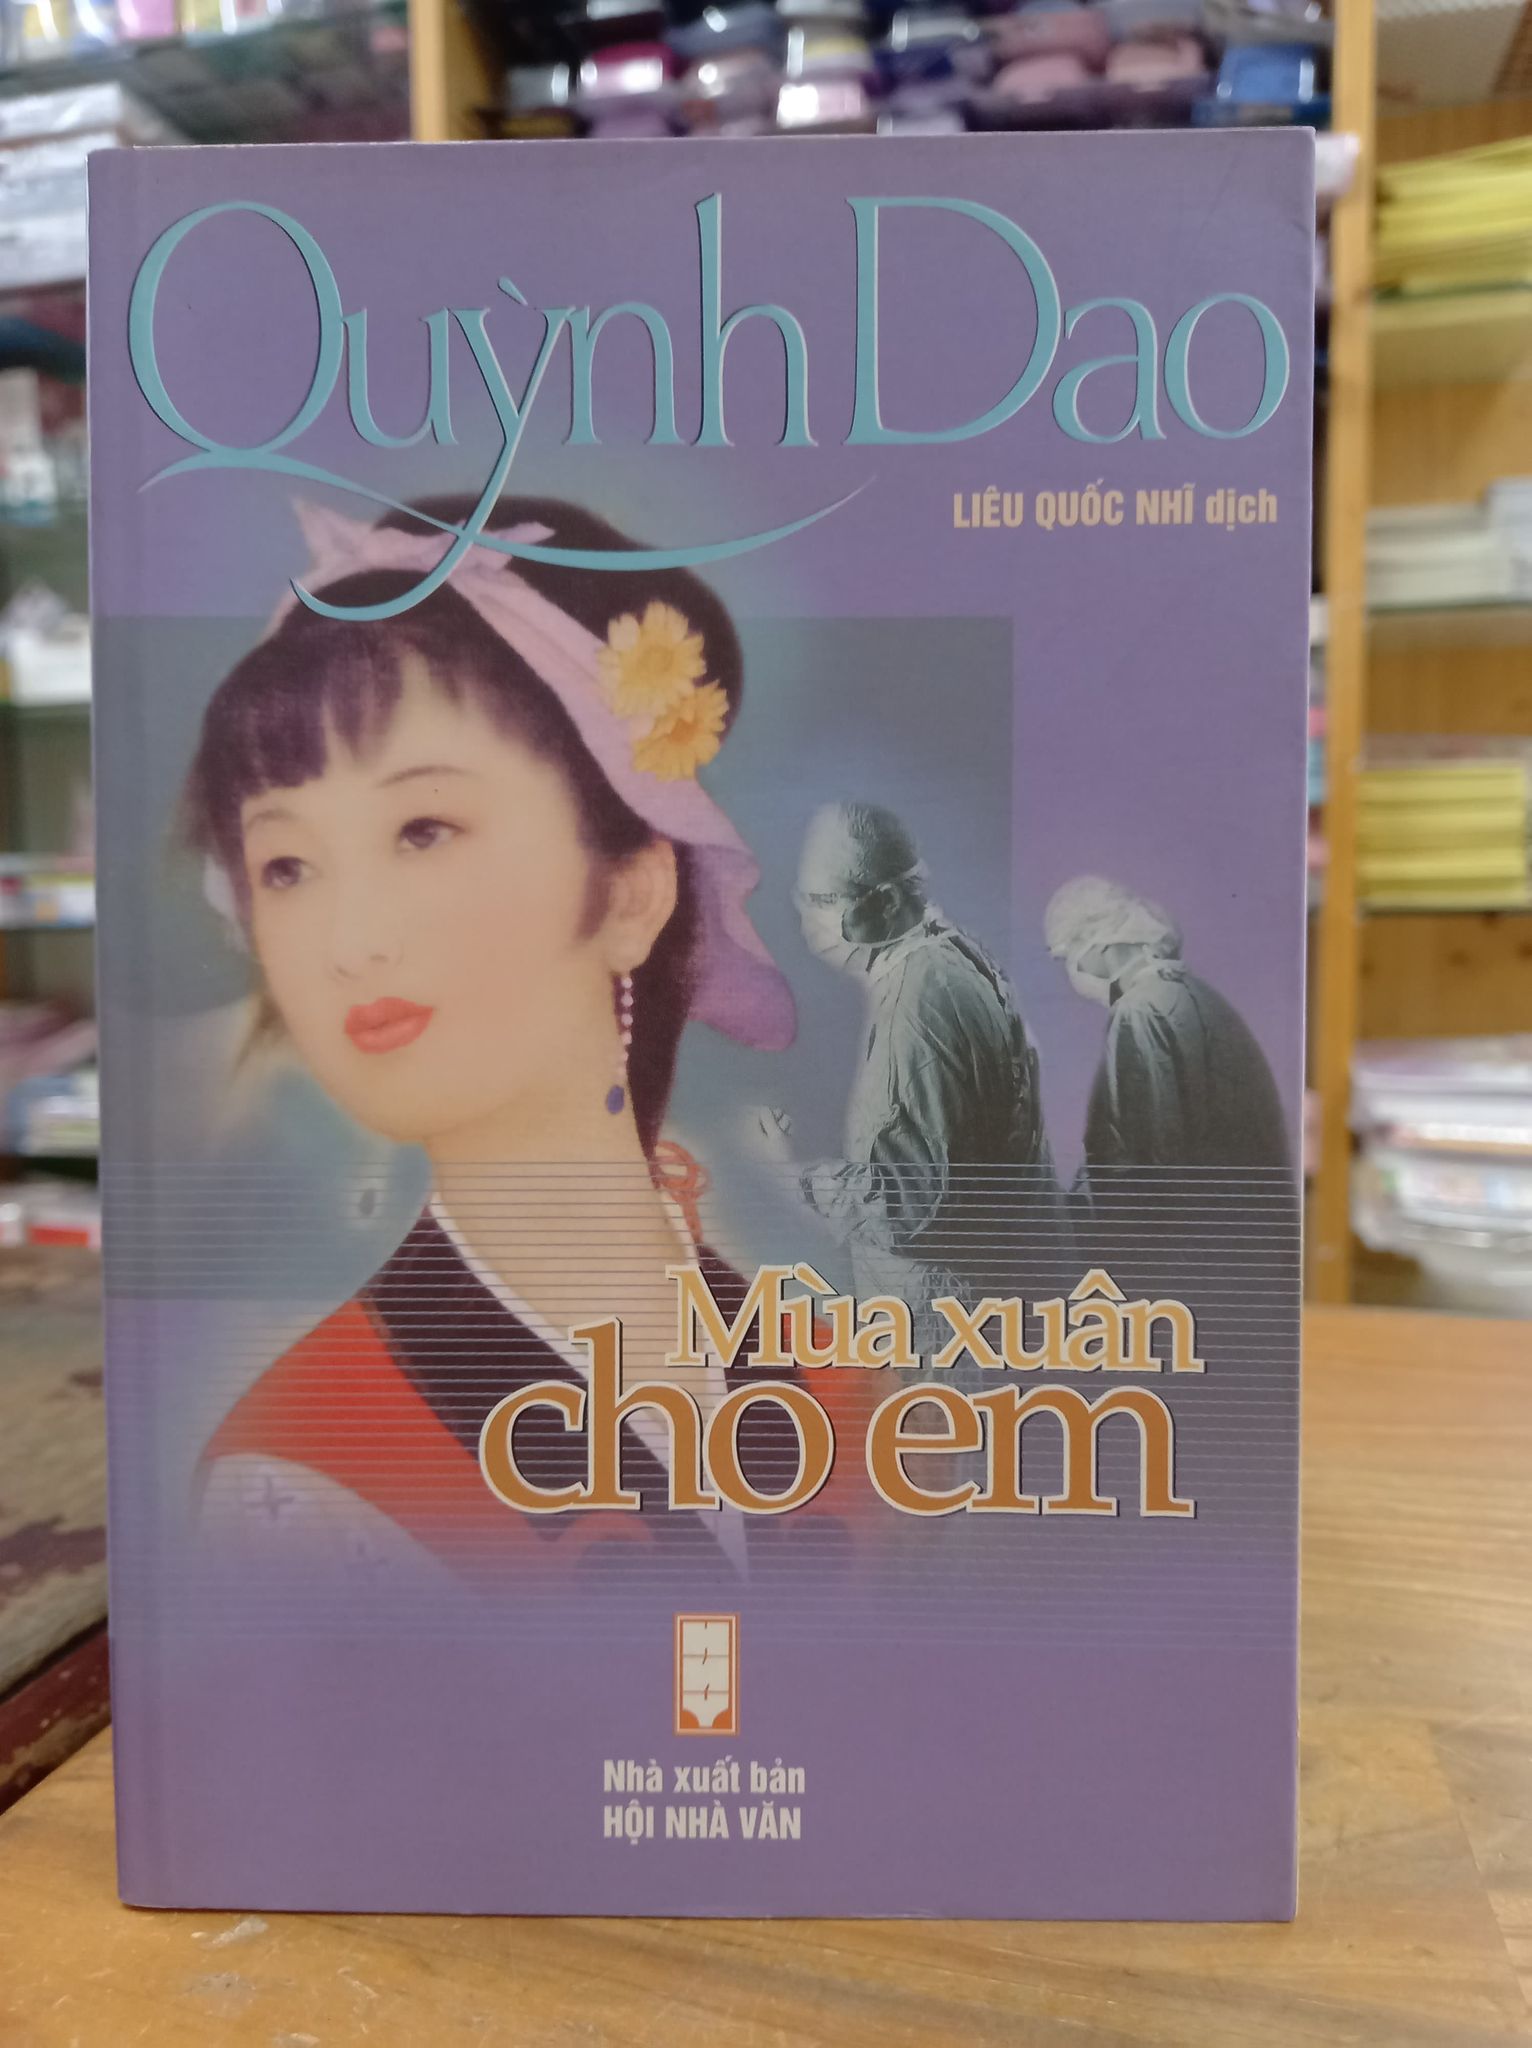 Quỳnh Dao
LIÊU QUỐC NHĨ dịch
Mùa xuân
cho em
Nhà xuất bản
HỘI NHÀ VĂN